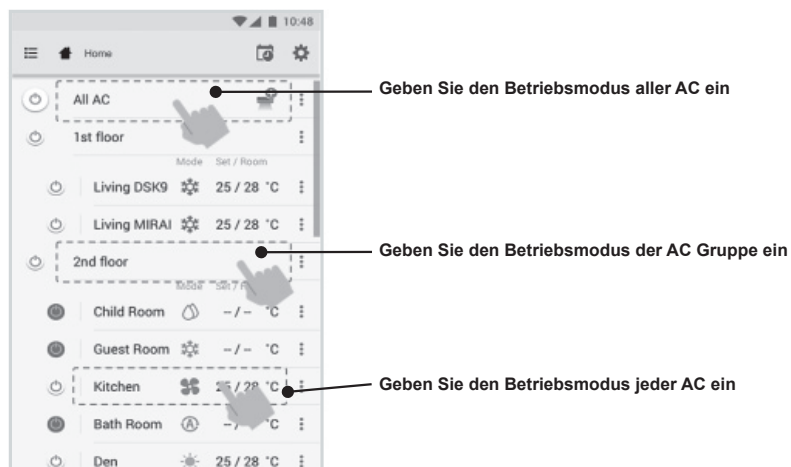 10:48
Home
All AC
Geben Sie den Betriebsmodus aller AC ein
1st floor
Mode Set / Room
Living DSK9 25 / 28 °C
Living MIRAI 25 / 28 °C
2nd floor
Geben Sie den Betriebsmodus der AC Gruppe ein
Mode Set /
Child Room – / – °C
Guest Room – / – °C
Kitchen 25 / 28 °C
Geben Sie den Betriebsmodus jeder AC ein
Bath Room A – / °C
Den 25 / 28 °C